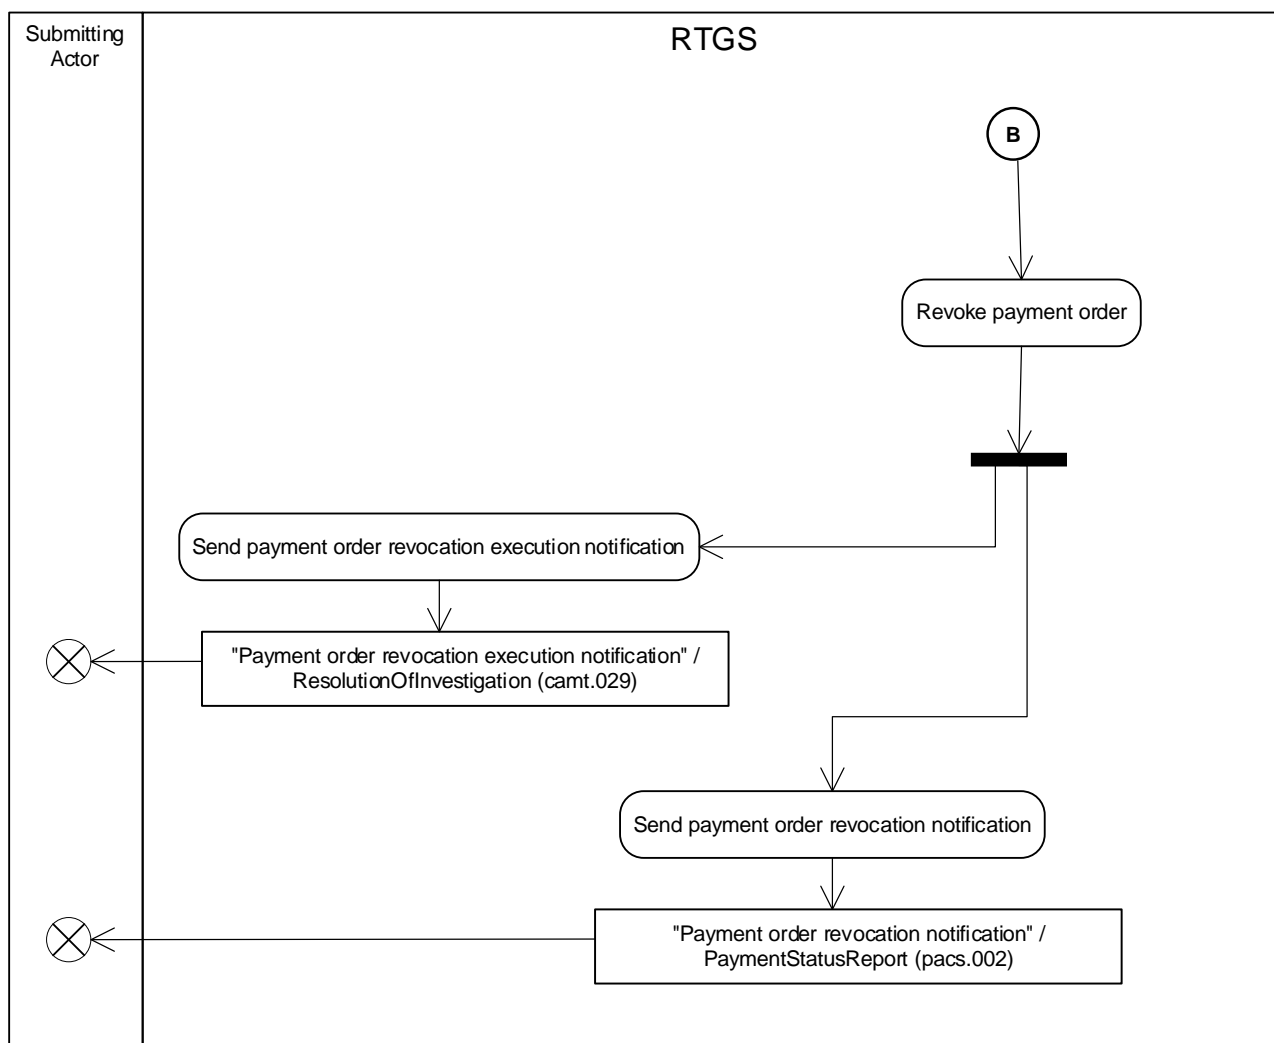 Submitting
Actor
RTGS
B
Revoke payment order
Send payment order revocation execution notification
"Payment order revocation execution notification" /
ResolutionOfInvestigation (camt.029)
Send payment order revocation notification
"Payment order revocation notification" /
PaymentStatusReport (pacs.002)